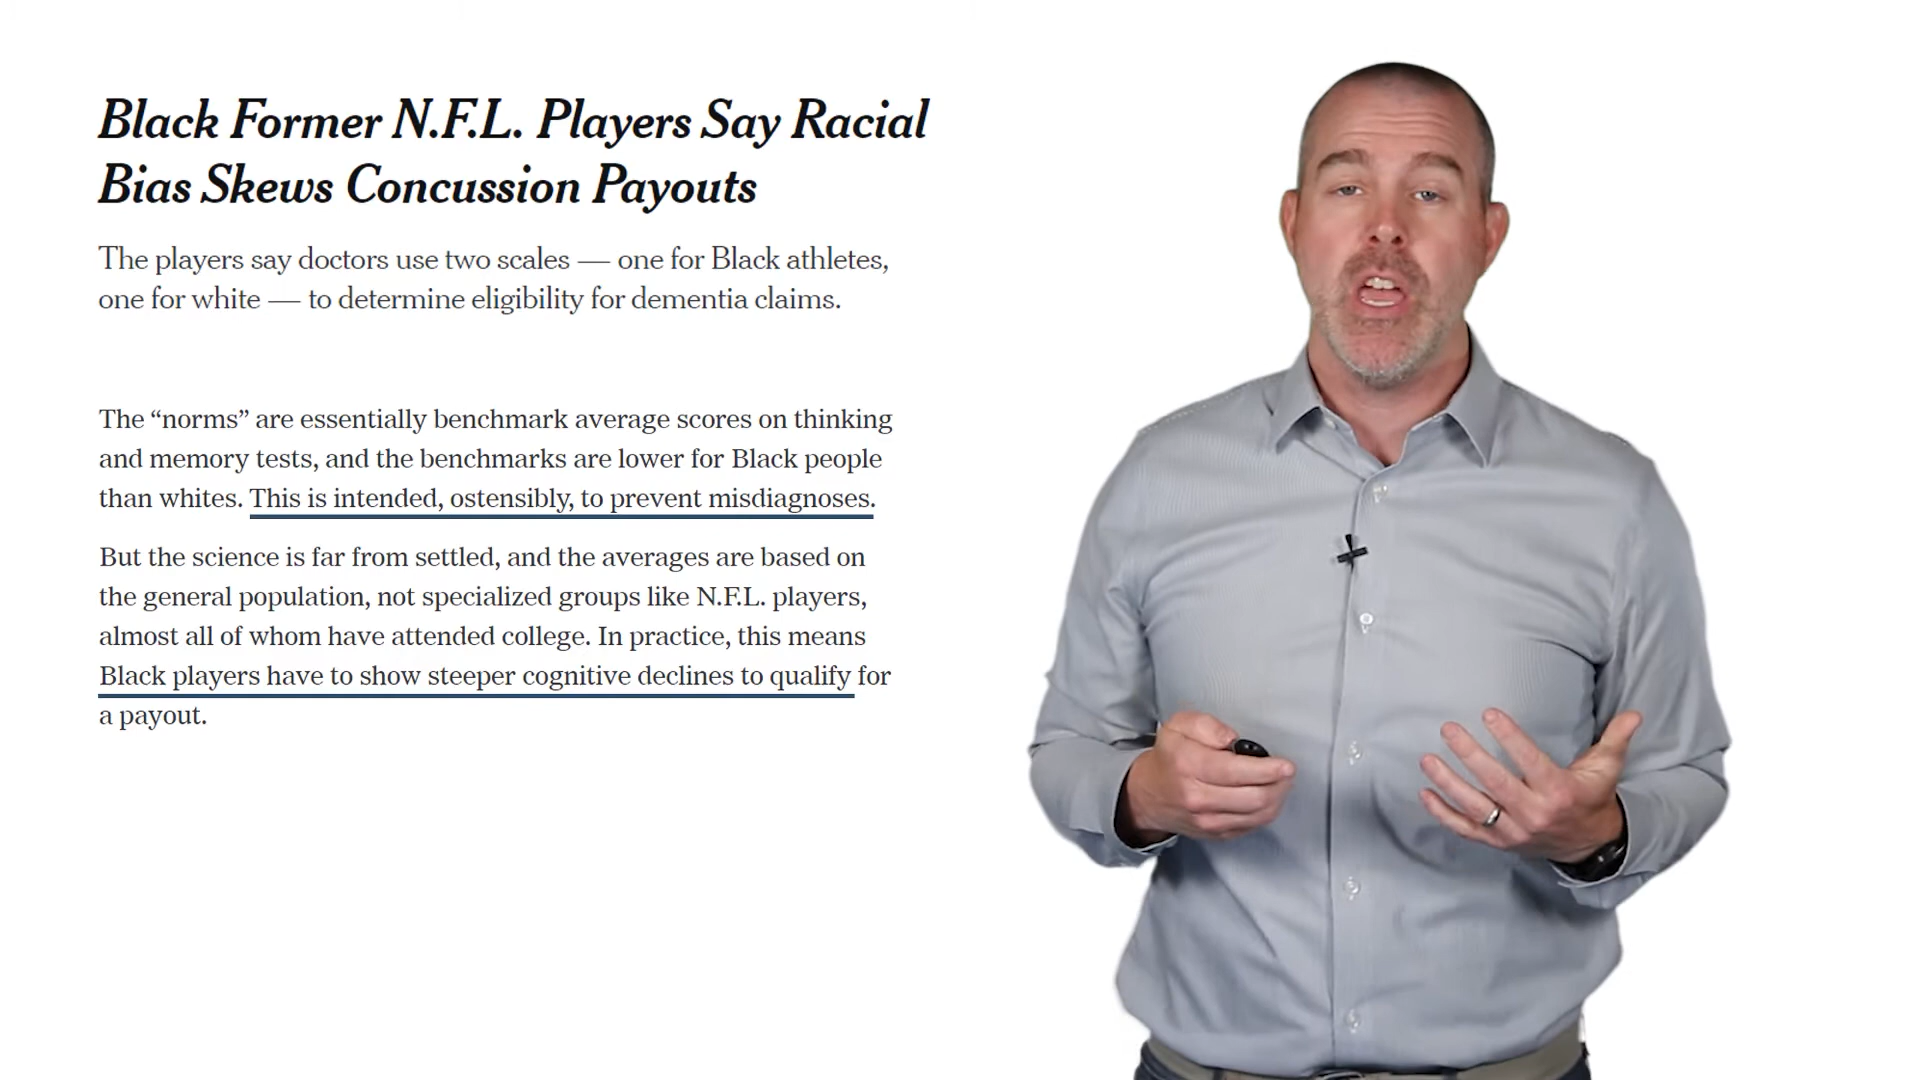 Black Former N.F.L. Players Say Racial
Bias Skews Concussion Payouts
The players say doctors use two scales — one for Black athletes,
one for white — to determine eligibility for dementia claims.
The “norms” are essentially benchmark average scores on thinking
and memory tests, and the benchmarks are lower for Black people
than whites. This is intended, ostensibly, to prevent misdiagnoses.
But the science is far from settled, and the averages are based on
the general population, not specialized groups like N.F.L. players,
almost all of whom have attended college. In practice, this means
Black players have to show steeper cognitive declines to qualify for
a payout.